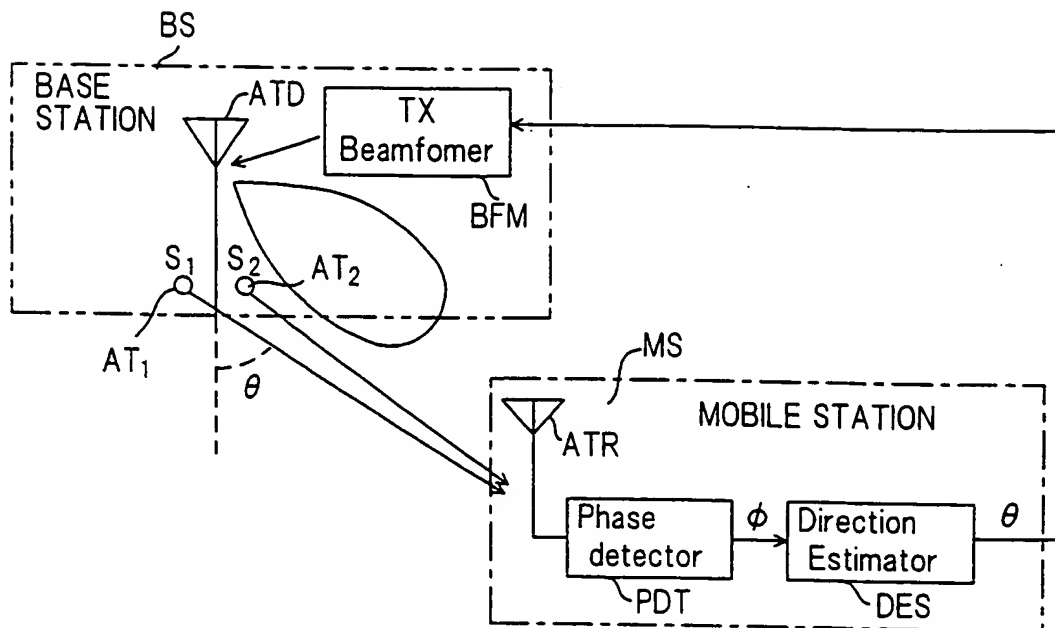 BS
BASE
STATION
ATD
TX
Beamfomer
BFM
S1
S2
AT2
AT1
θ
MS
MOBILE STATION
ATR
Phase
detector
ϕ
Direction
Estimator
θ
PDT
DES